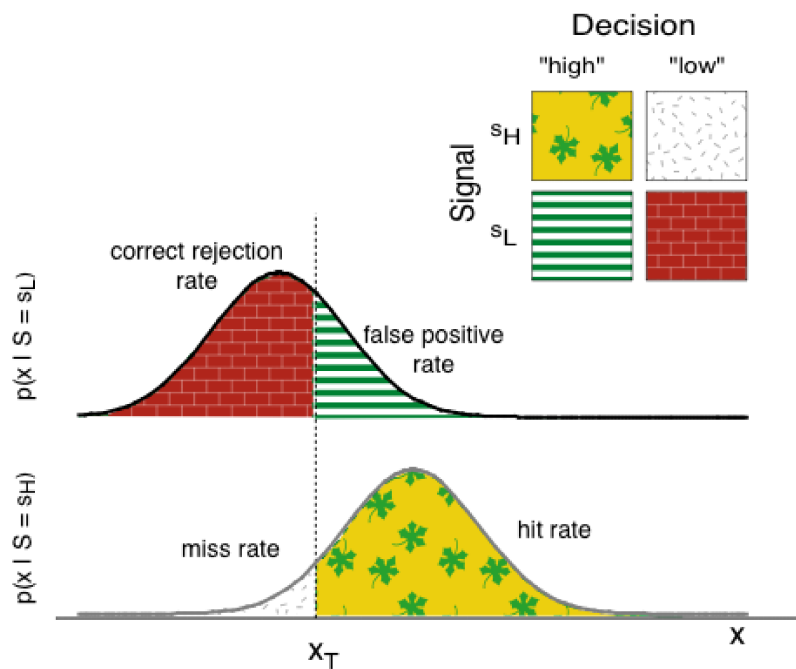 Decision
"high" "low"
Signal
sH
sL
correct rejection
rate
false positive
rate
p(x | S = sL)
miss rate
hit rate
p(x | S = sH)
xT
x